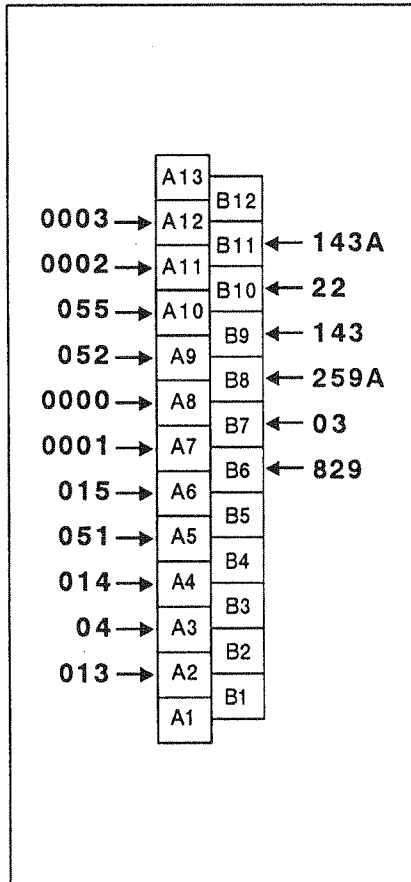 A13
B12
0003 A12
B11 143A
0002 A11
B10 22
055 A10
B9 143
052 A9
B8 259A
0000 A8
B7 03
0001 A7
B6 829
015 A6
B5
051 A5
B4
014 A4
B3
04 A3
B2
013 A2
B1
A1